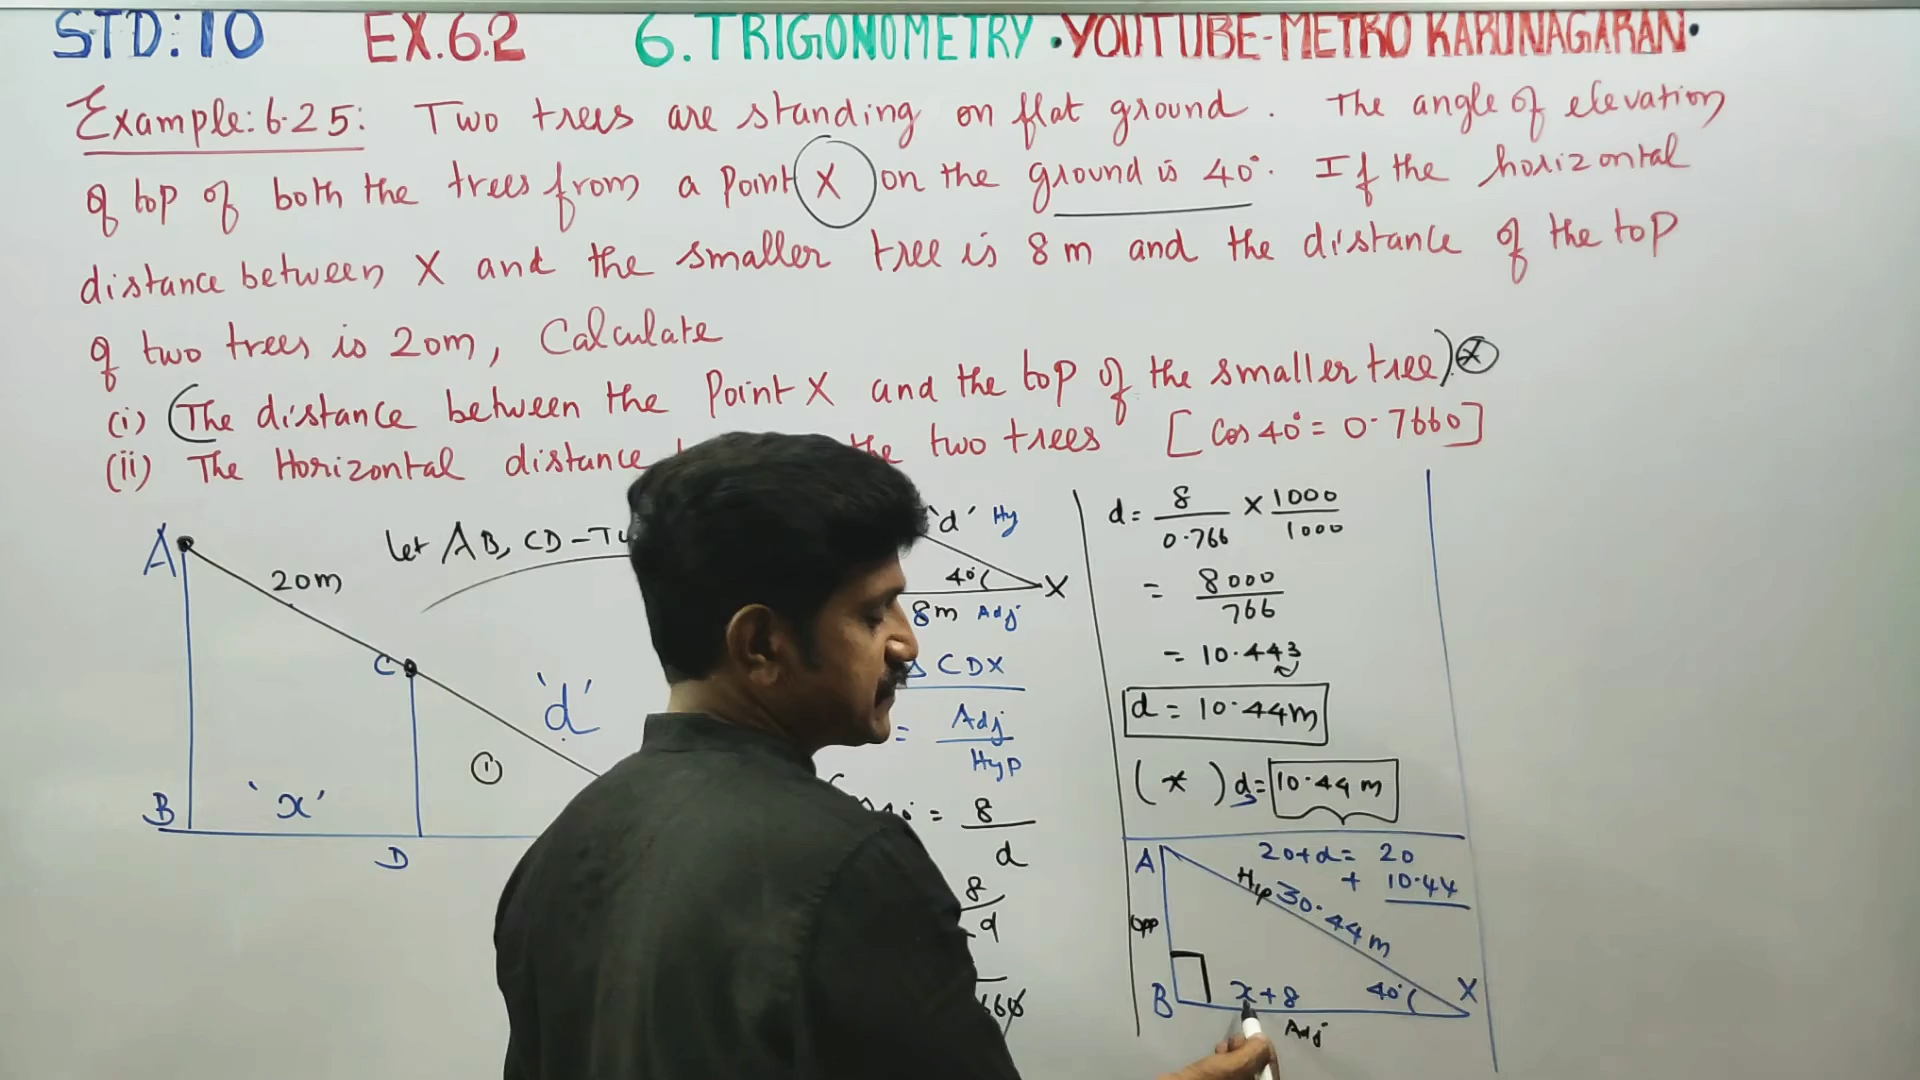 STD:10 EX.6.2 6.TRIGONOMETRY •YOUTUBE-METRO KARUNAGARAN•
Example:6.25: Two trees are standing on flat ground. The angle of elevation
of top of both the trees from a point X on the ground is 40°. If the horizontal
distance between X and the smaller tree is 8m and the distance of the top
of two trees is 20m, Calculate
(i) (The distance between the Point X and the top of the smaller tree). *
(ii) The Horizontal distance the two trees [Cos40°=0.7660]
A
20m
C
'd'
①
B 'x'
D
let AB, CD-
'd' Hy
40° X
8m Adj
Δ CDX
= Adj
Hyp
= 8
d
8
d
d= 8/0.766 × 1000/1000
= 8000/766
= 10.443
d = 10.44m
(*) d= 10.44m
A 20+d= 20
+ 10.44
Hyp 30.44m
opp
B x+8 40° X
Adj